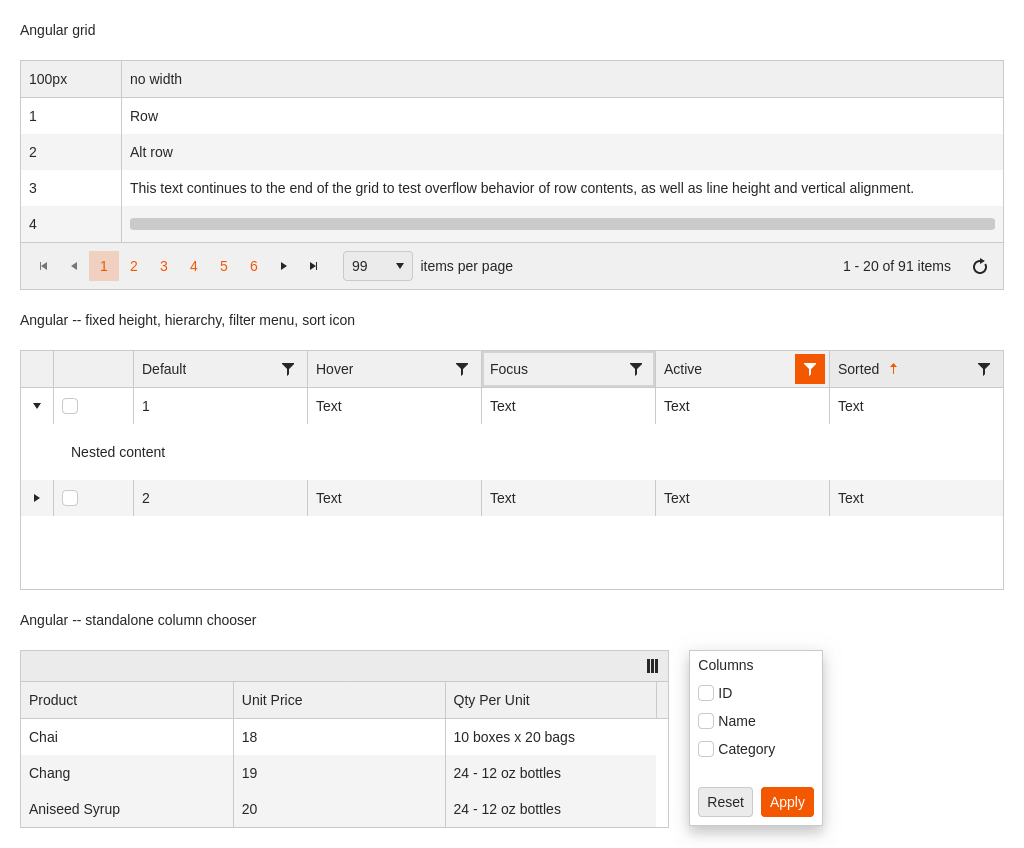 Angular grid
100px no width
1 Row
2 Alt row
3 This text continues to the end of the grid to test overflow behavior of row contents, as well as line height and vertical alignment.
4
1 2 3 4 5 6 99 items per page 1 - 20 of 91 items
Angular -- fixed height, hierarchy, filter menu, sort icon
Default Hover Focus Active Sorted
1 Text Text Text Text
Nested content
2 Text Text Text Text
Angular -- standalone column chooser
Product Unit Price Qty Per Unit
Chai 18 10 boxes x 20 bags
Chang 19 24 - 12 oz bottles
Aniseed Syrup 20 24 - 12 oz bottles
Columns
ID
Name
Category
Reset Apply